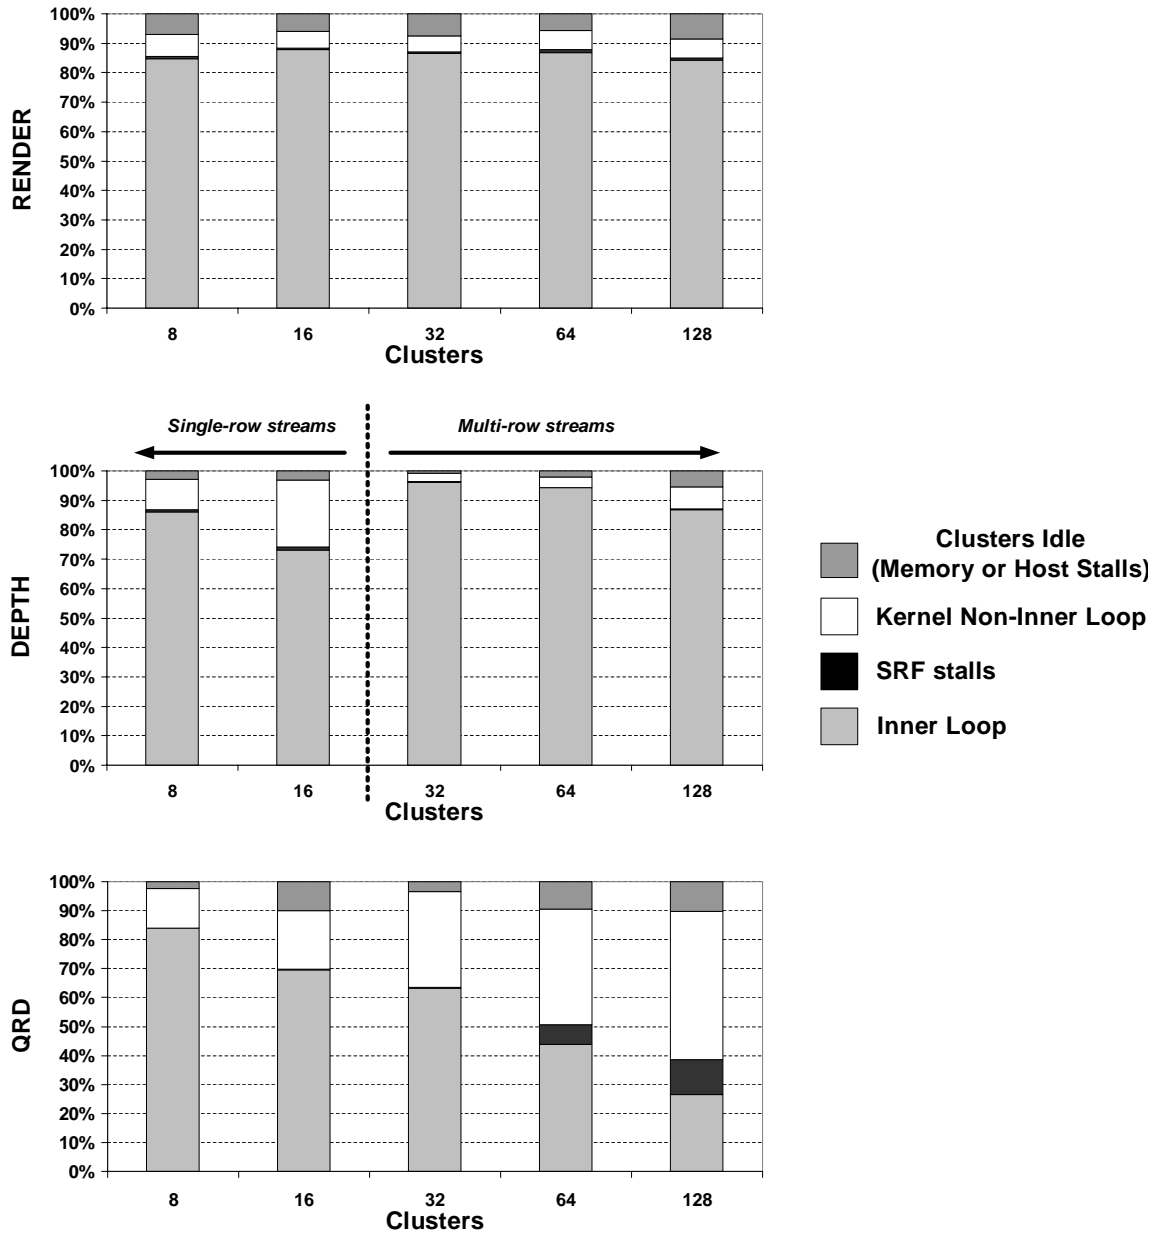 100%
90%
80%
70%
60%
50%
40%
30%
20%
10%
0%
RENDER
8 16 32 64 128
Clusters
Single-row streams Multi-row streams
100%
90%
80%
70%
60%
50%
40%
30%
20%
10%
0%
DEPTH
8 16 32 64 128
Clusters
Clusters Idle
(Memory or Host Stalls)
Kernel Non-Inner Loop
SRF stalls
Inner Loop
100%
90%
80%
70%
60%
50%
40%
30%
20%
10%
0%
QRD
8 16 32 64 128
Clusters